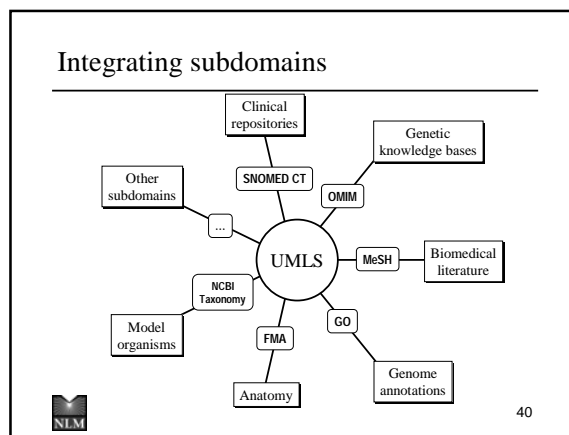 Integrating subdomains
Clinical
repositories
Genetic
knowledge bases
SNOMED CT
OMIM
Other
subdomains
...
UMLS
MeSH
Biomedical
literature
NCBI
Taxonomy
Model
organisms
FMA
GO
Anatomy
Genome
annotations
NLM
40